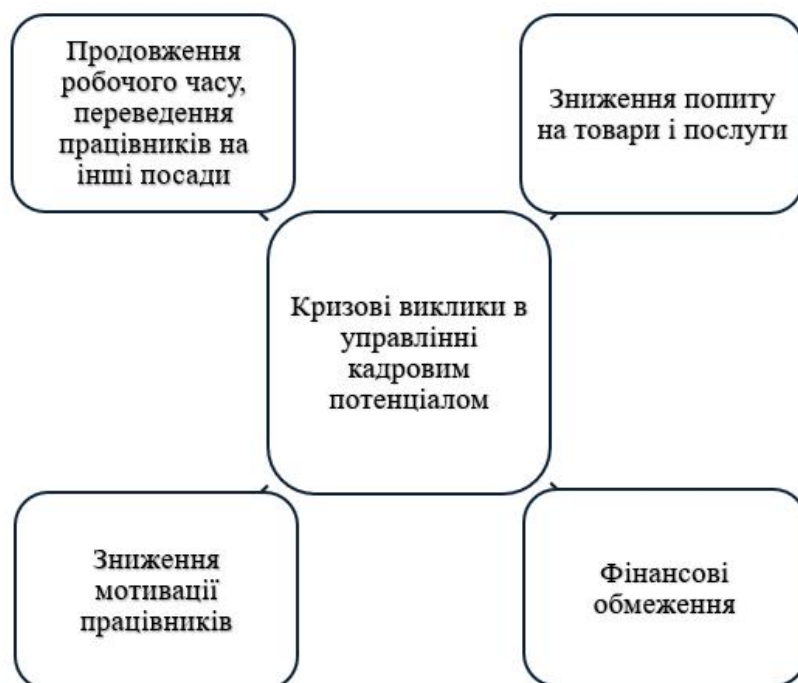 Продовження
робочого часу,
переведення
працівників на
інші посади
Зниження попиту
на товари і послуги
Кризові виклики в
управлінні
кадровим
потенціалом
Зниження
мотивації
працівників
Фінансові
обмеження